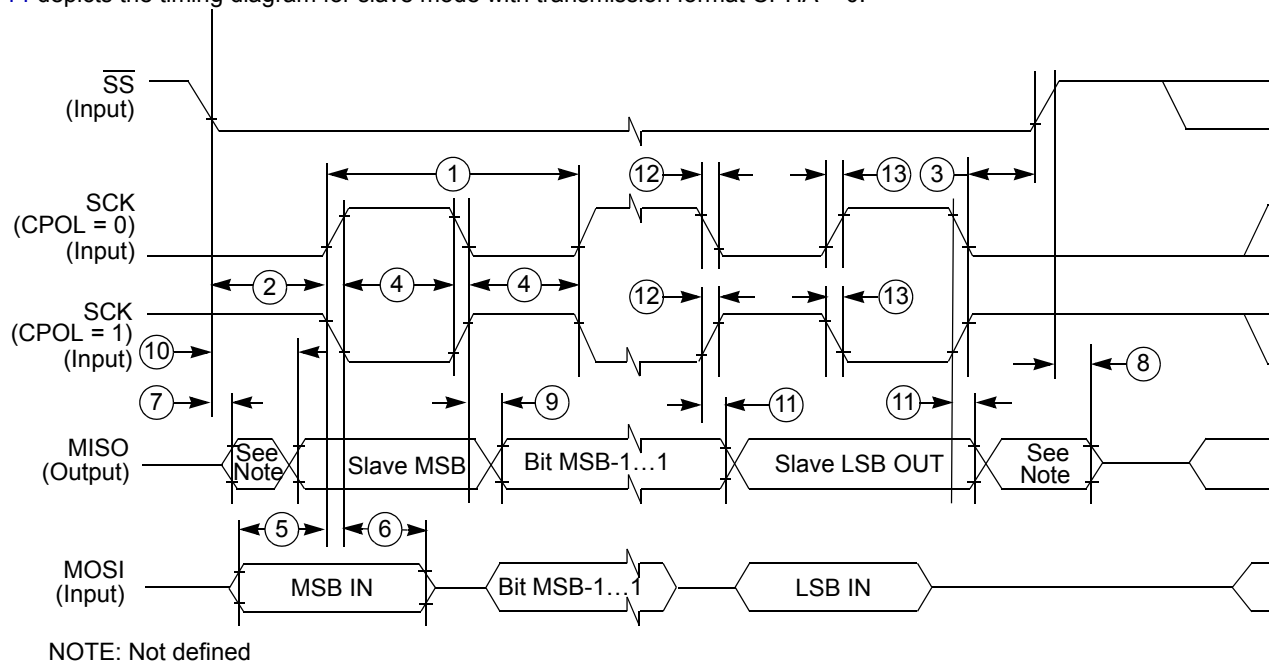 depicts the timing diagram for slave mode with transmission format CPHA = 0.
SS
(Input)
1
12
13
3
SCK
(CPOL = 0)
(Input)
2
4
4
12
13
SCK
(CPOL = 1)
(Input)
10
8
7
9
11
11
MISO
(Output)
See
Note
Slave MSB
Bit MSB-1…1
Slave LSB OUT
See
Note
5
6
MOSI
(Input)
MSB IN
Bit MSB-1…1
LSB IN
NOTE: Not defined